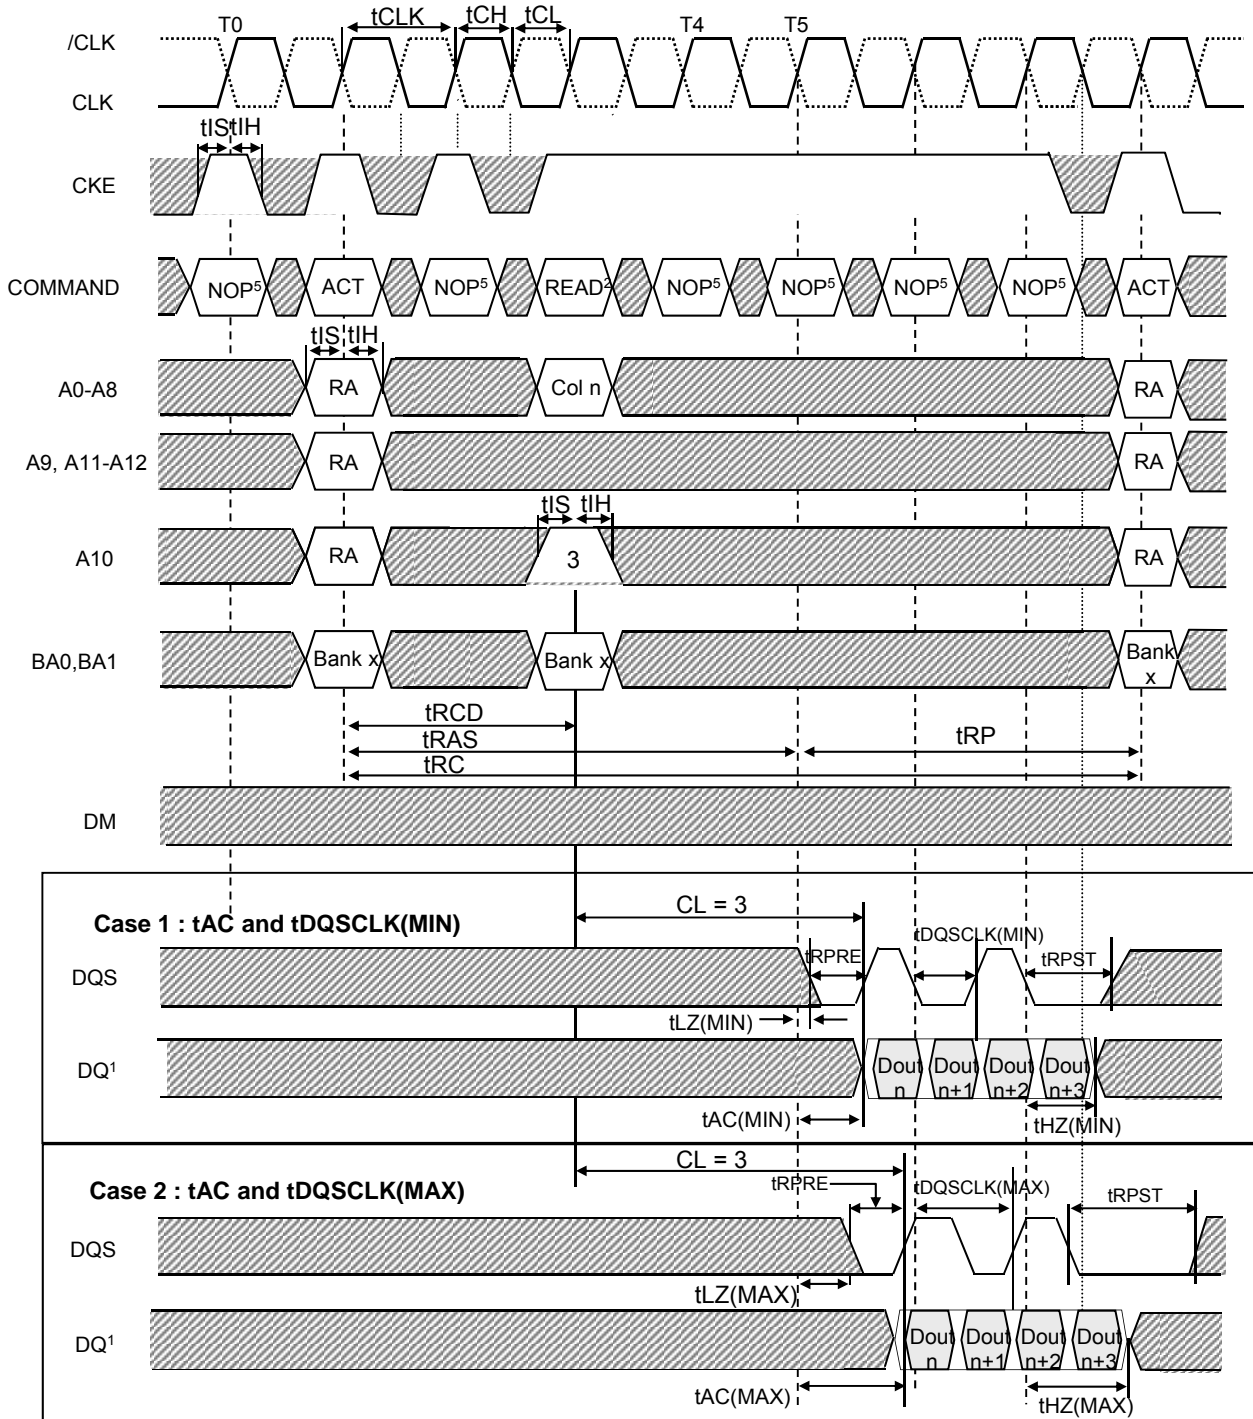 tCLK tCH tCL
T0 T4 T5
/CLK
CLK
tIS tIH
CKE
COMMAND NOP5 ACT NOP5 READ2 NOP5 NOP5 NOP5 NOP5 ACT
tIS tIH
A0-A8 RA Col n RA
A9, A11-A12 RA RA
tIS tIH
A10 RA 3 RA
BA0,BA1 Bank x Bank x Bank x
tRCD
tRAS tRP
tRC
DM
CL = 3
Case 1 : tAC and tDQSCLK(MIN)
tDQSCLK(MIN)
tRPRE tRPST
DQS
tLZ(MIN)
DQ1 Dout n Dout n+1 Dout n+2 Dout n+3
tAC(MIN) tHZ(MIN)
CL = 3
Case 2 : tAC and tDQSCLK(MAX)
tRPRE tDQSCLK(MAX) tRPST
DQS
tLZ(MAX)
DQ1 Dout n Dout n+1 Dout n+2 Dout n+3
tAC(MAX) tHZ(MAX)